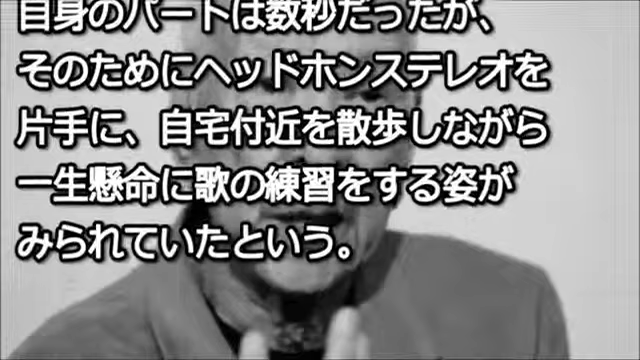 自身のパートは数秒だったが、
そのためにヘッドホンステレオを
片手に、自宅付近を散歩しながら
一生懸命に歌の練習をする姿が
みられていたという。